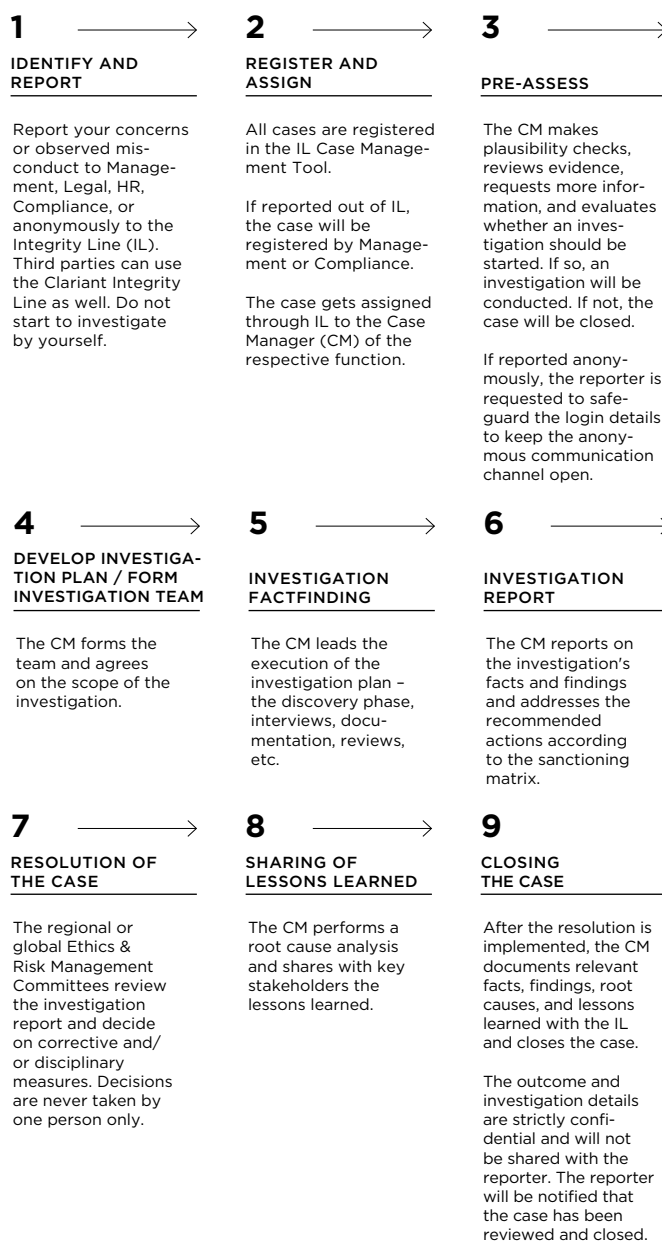 1
IDENTIFY AND
REPORT
Report your concerns
or observed mis-
conduct to Manage-
ment, Legal, HR,
Compliance, or
anonymously to the
Integrity Line (IL).
Third parties can use
the Clariant Integrity
Line as well. Do not
start to investigate
by yourself.
2
REGISTER AND
ASSIGN
All cases are registered
in the IL Case Manage-
ment Tool.
If reported out of IL,
the case will be
registered by Manage-
ment or Compliance.
The case gets assigned
through IL to the Case
Manager (CM) of the
respective function.
3
PRE-ASSESS
The CM makes
plausibility checks,
reviews evidence,
requests more infor-
mation, and evaluates
whether an inves-
tigation should be
started. If so, an
investigation will be
conducted. If not, the
case will be closed.
If reported anony-
mously, the reporter is
requested to safe-
guard the login details
to keep the anony-
mous communication
channel open.
4
DEVELOP INVESTIGA-
TION PLAN / FORM
INVESTIGATION TEAM
The CM forms the
team and agrees
on the scope of the
investigation.
5
INVESTIGATION
FACTFINDING
The CM leads the
execution of the
investigation plan –
the discovery phase,
interviews, docu-
mentation, reviews,
etc.
6
INVESTIGATION
REPORT
The CM reports on
the investigation's
facts and findings
and addresses the
recommended
actions according
to the sanctioning
matrix.
7
RESOLUTION OF
THE CASE
The regional or
global Ethics &
Risk Management
Committees review
the investigation
report and decide
on corrective and/
or disciplinary
measures. Decisions
are never taken by
one person only.
8
SHARING OF
LESSONS LEARNED
The CM performs a
root cause analysis
and shares with key
stakeholders the
lessons learned.
9
CLOSING
THE CASE
After the resolution is
implemented, the CM
documents relevant
facts, findings, root
causes, and lessons
learned with the IL
and closes the case.
The outcome and
investigation details
are strictly confi-
dential and will not
be shared with the
reporter. The reporter
will be notified that
the case has been
reviewed and closed.